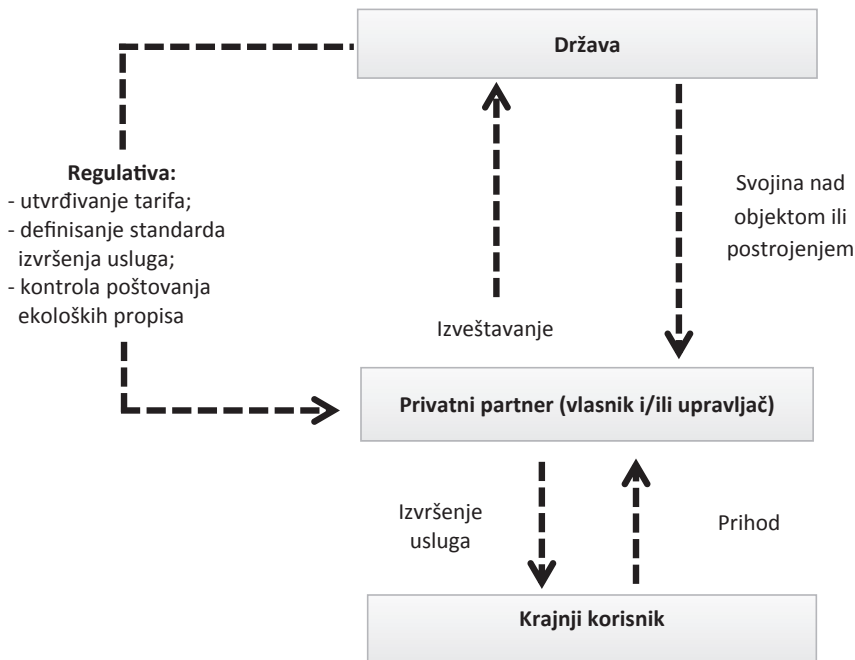 Država
Regulativa:
- utvrđivanje tarifa;
- definisanje standarda
izvršenja usluga;
- kontrola poštovanja
ekoloških propisa
Izveštavanje
Svojina nad
objektom ili
postrojenjem
Privatni partner (vlasnik i/ili upravljač)
Izvršenje
usluga
Prihod
Krajnji korisnik